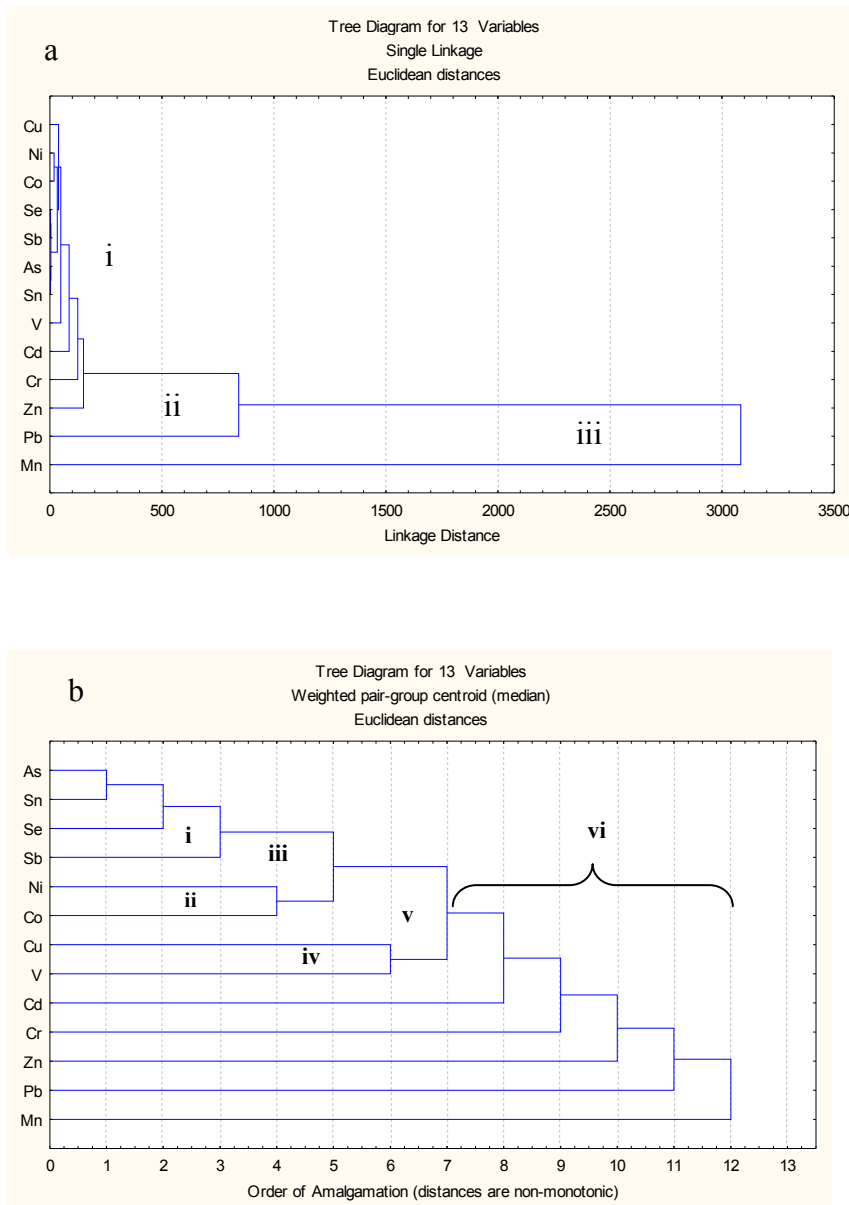 a
Tree Diagram for 13 Variables
Single Linkage
Euclidean distances
Cu
Ni
Co
Se
Sb
As
Sn
V
Cd
Cr
Zn
Pb
Mn
i
ii
iii
0 500 1000 1500 2000 2500 3000 3500
Linkage Distance
b
Tree Diagram for 13 Variables
Weighted pair-group centroid (median)
Euclidean distances
As
Sn
Se
Sb
Ni
Co
Cu
V
Cd
Cr
Zn
Pb
Mn
i
ii
iii
iv
v
vi
0 1 2 3 4 5 6 7 8 9 10 11 12 13
Order of Amalgamation (distances are non-monotonic)